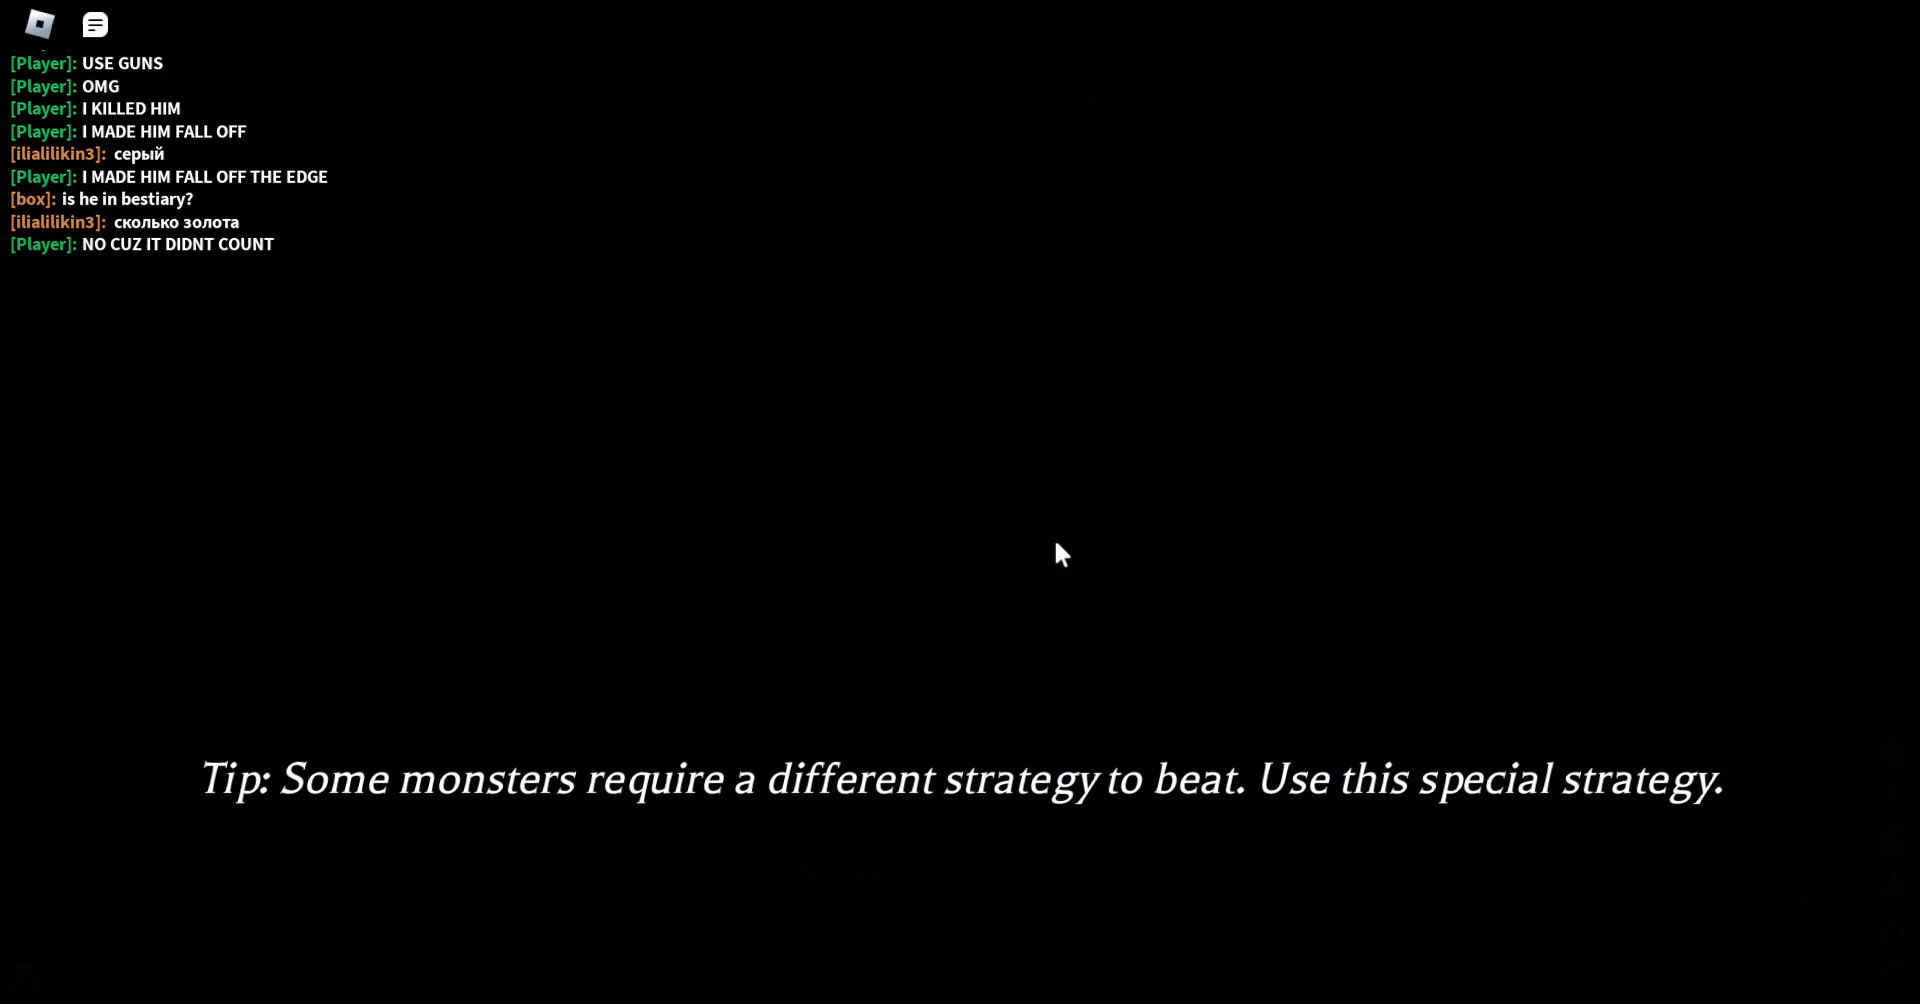 [Player]: USE GUNS
[Player]: OMG
[Player]: I KILLED HIM
[Player]: I MADE HIM FALL OFF
[ilialilikin3]: серый
[Player]: I MADE HIM FALL OFF THE EDGE
[box]: is he in bestiary?
[ilialilikin3]: сколько золота
[Player]: NO CUZ IT DIDNT COUNT
Tip: Some monsters require a different strategy to beat. Use this special strategy.